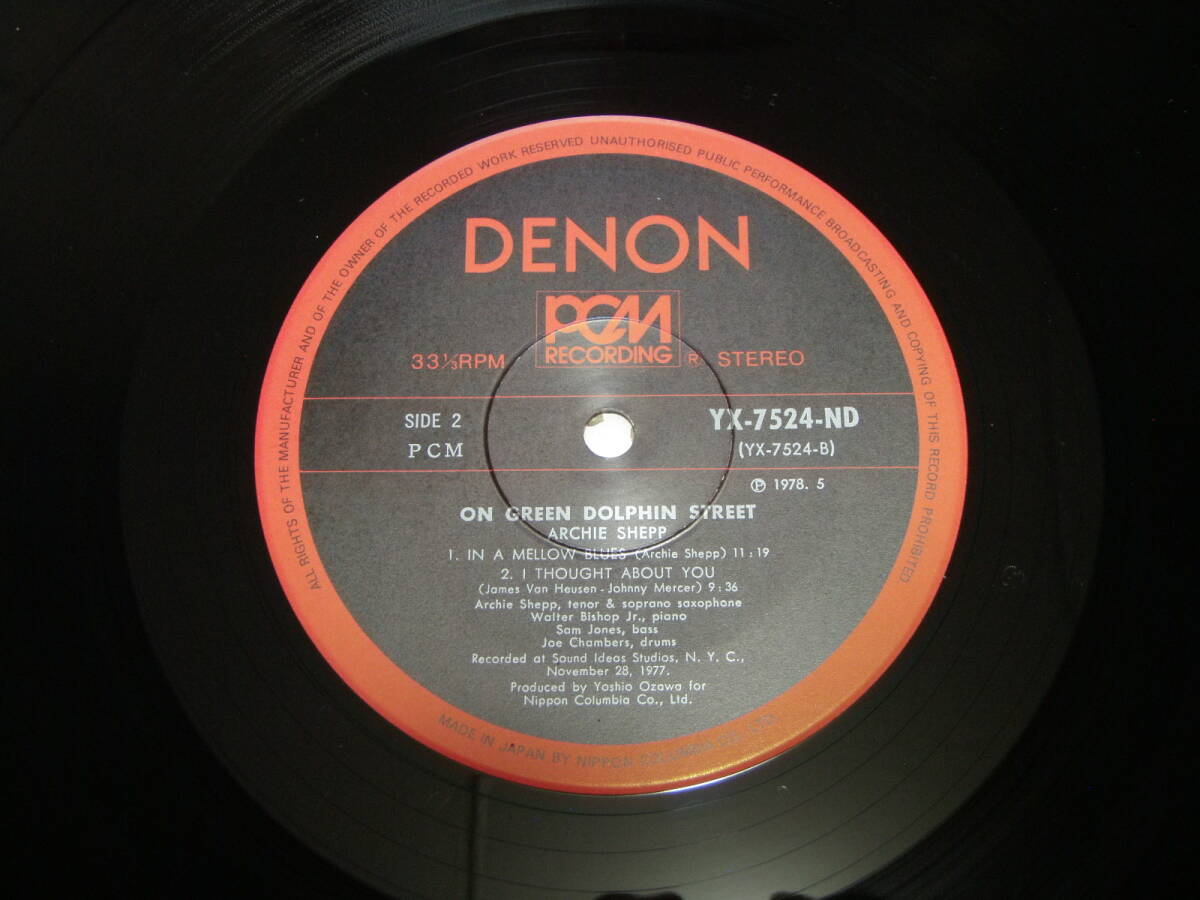 ALL RIGHTS OF THE MANUFACTURER AND OF THE OWNER OF THE RECORDED WORK RESERVED UNAUTHORISED PUBLIC PERFORMANCE BROADCASTING AND COPYING OF THIS RECORD PROHIBITED
DENON
PCM
RECORDING
33⅓RPM ® STEREO
SIDE 2 YX-7524-ND
PCM (YX-7524-B)
℗ 1978. 5
ON GREEN DOLPHIN STREET
ARCHIE SHEPP
1. IN A MELLOW BLUES (Archie Shepp) 11:19
2. I THOUGHT ABOUT YOU
(James Van Heusen - Johnny Mercer) 9:36
Archie Shepp, tenor & soprano saxophone
Walter Bishop Jr., piano
Sam Jones, bass
Joe Chambers, drums
Recorded at Sound Ideas Studios, N. Y. C.,
November 28, 1977.
Produced by Yoshio Ozawa for
Nippon Columbia Co., Ltd.
MADE IN JAPAN BY NIPPON COLUMBIA CO., LTD.